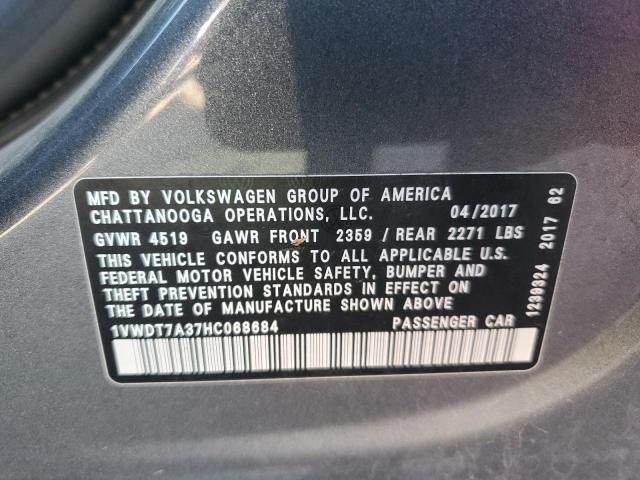 MFD BY VOLKSWAGEN GROUP OF AMERICA
CHATTANOOGA OPERATIONS, LLC. 04/2017
GVWR 4519 GAWR FRONT 2359 / REAR 2271 LBS
THIS VEHICLE CONFORMS TO ALL APPLICABLE U.S.
FEDERAL MOTOR VEHICLE SAFETY, BUMPER AND
THEFT PREVENTION STANDARDS IN EFFECT ON
THE DATE OF MANUFACTURE SHOWN ABOVE
1VWDT7A37HC068684 PASSENGER CAR
1239324 2017 62